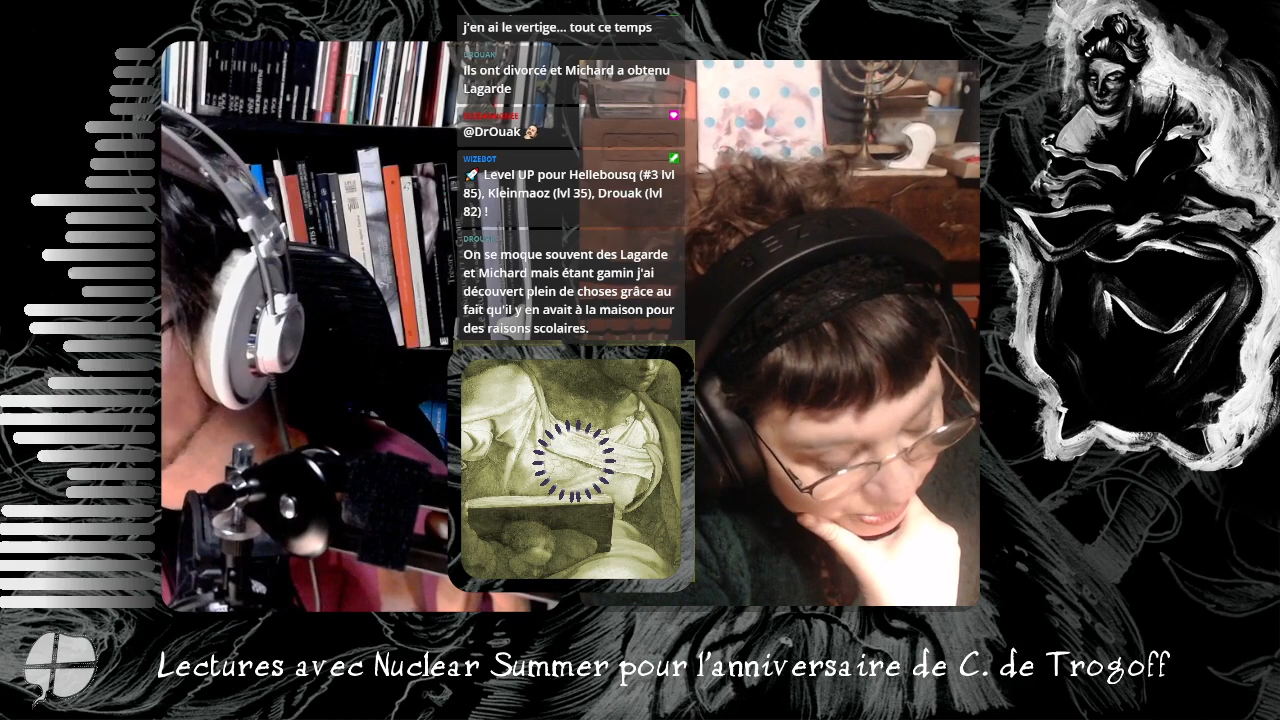 j'en ai le vertige... tout ce temps
DROUAK
Ils ont divorcé et Michard a obtenu
Lagarde
@DrOuak
WIZEBOT
Level UP pour Hellebousq (#3 lvl
85), Kleinmaoz (lvl 35), Drouak (lvl
82) !
DROUAK
On se moque souvent des Lagarde
et Michard mais étant gamin j'ai
découvert plein de choses grâce au
fait qu'il y en avait à la maison pour
des raisons scolaires.
Lectures avec Nuclear Summer pour l'anniversaire de C. de Trogoff